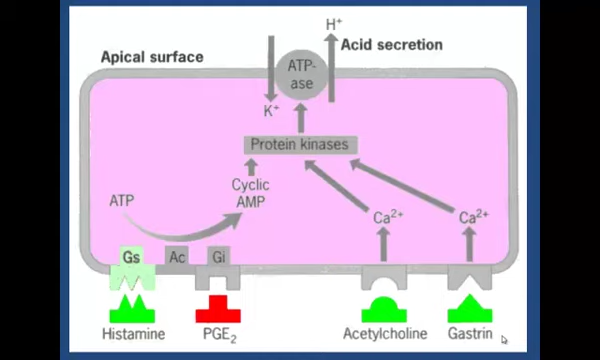 H+
Acid secretion
Apical surface
ATP-
ase
K+
Protein kinases
Cyclic
AMP
ATP
Ca2+
Ca2+
Gs
Ac
Gi
Histamine
PGE2
Acetylcholine
Gastrin